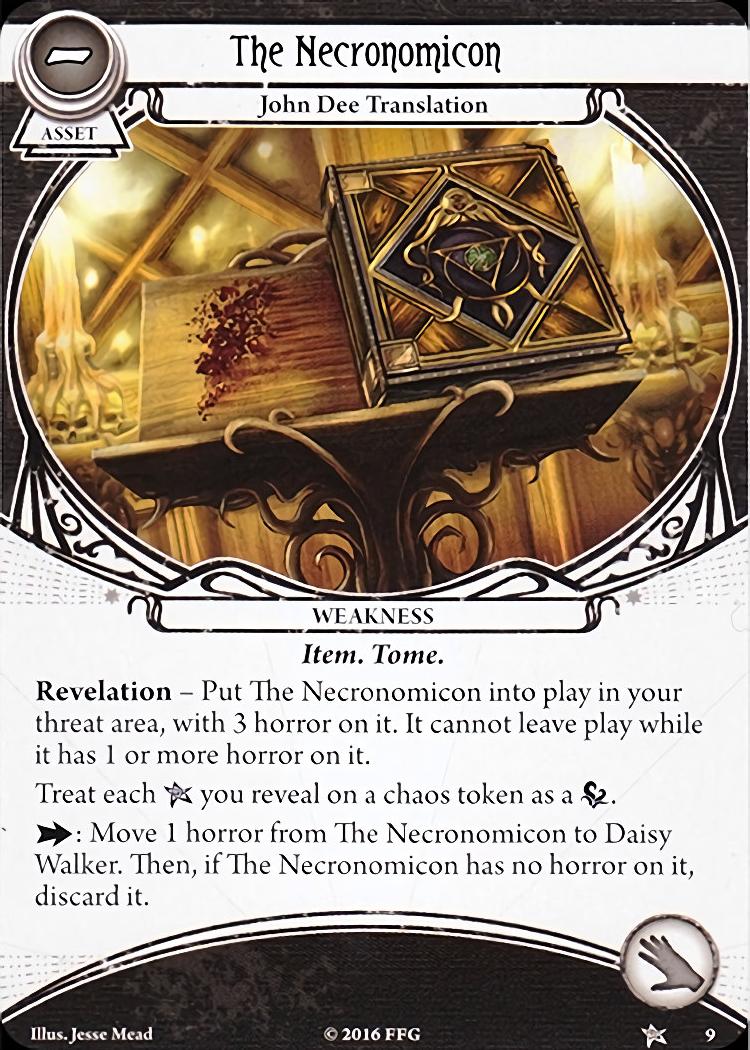 –
The Necronomicon
John Dee Translation
ASSET
WEAKNESS
Item. Tome.
Revelation – Put The Necronomicon into play in your
threat area, with 3 horror on it. It cannot leave play while
it has 1 or more horror on it.
Treat each you reveal on a chaos token as a .
: Move 1 horror from The Necronomicon to Daisy
Walker. Then, if The Necronomicon has no horror on it,
discard it.
Illus. Jesse Mead
© 2016 FFG
9